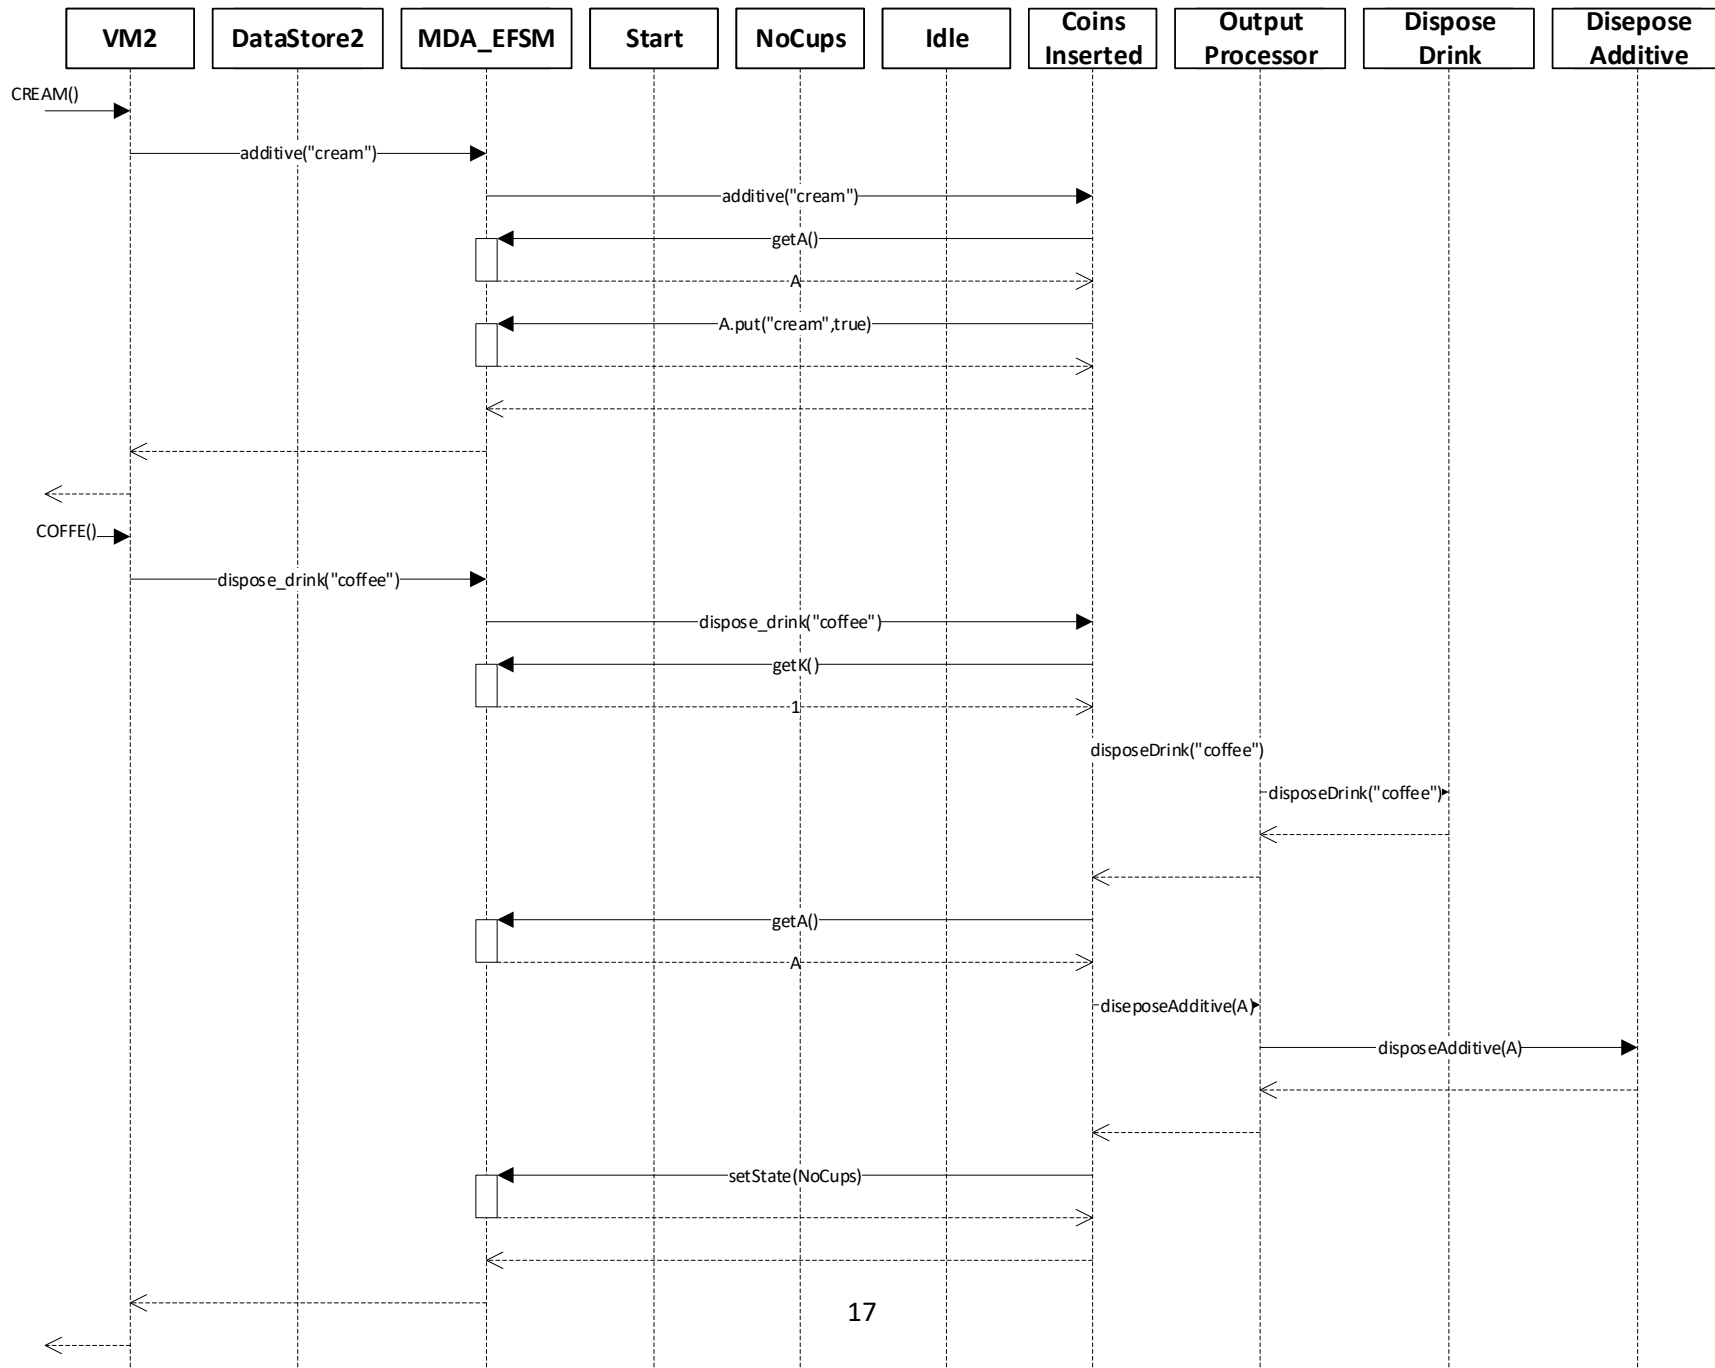 VM2
DataStore2
MDA_EFSM
Start
NoCups
Idle
Coins
Inserted
Output
Processor
Dispose
Drink
Disepose
Additive
CREAM()
additive("cream")
additive("cream")
getA()
A
A.put("cream",true)
COFFE()
dispose_drink("coffee")
dispose_drink("coffee")
getK()
1
disposeDrink("coffee")
disposeDrink("coffee")
getA()
A
diseposeAdditive(A)
disposeAdditive(A)
setState(NoCups)
17